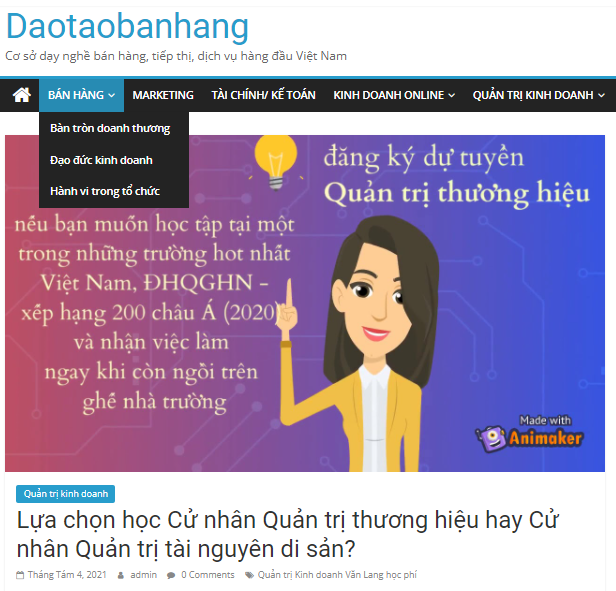 Daotaobanhang
Cơ sở dạy nghề bán hàng, tiếp thị, dịch vụ hàng đầu Việt Nam
BÁN HÀNG MARKETING TÀI CHÍNH/ KẾ TOÁN KINH DOANH ONLINE QUẢN TRỊ KINH DOANH
Bàn tròn doanh thương
Đạo đức kinh doanh
Hành vi trong tổ chức
đăng ký dự tuyển
Quản trị thương hiệu
nếu bạn muốn học tập tại một
trong những trường hot nhất
Việt Nam, ĐHQGHN -
xếp hạng 200 châu Á (2020)
và nhận việc làm
ngay khi còn ngồi trên
ghế nhà trường
Made with
Animaker
Quản trị kinh doanh
Lựa chọn học Cử nhân Quản trị thương hiệu hay Cử
nhân Quản trị tài nguyên di sản?
Tháng Tám 4, 2021 admin 0 Comments Quản trị Kinh doanh Văn Lang học phí